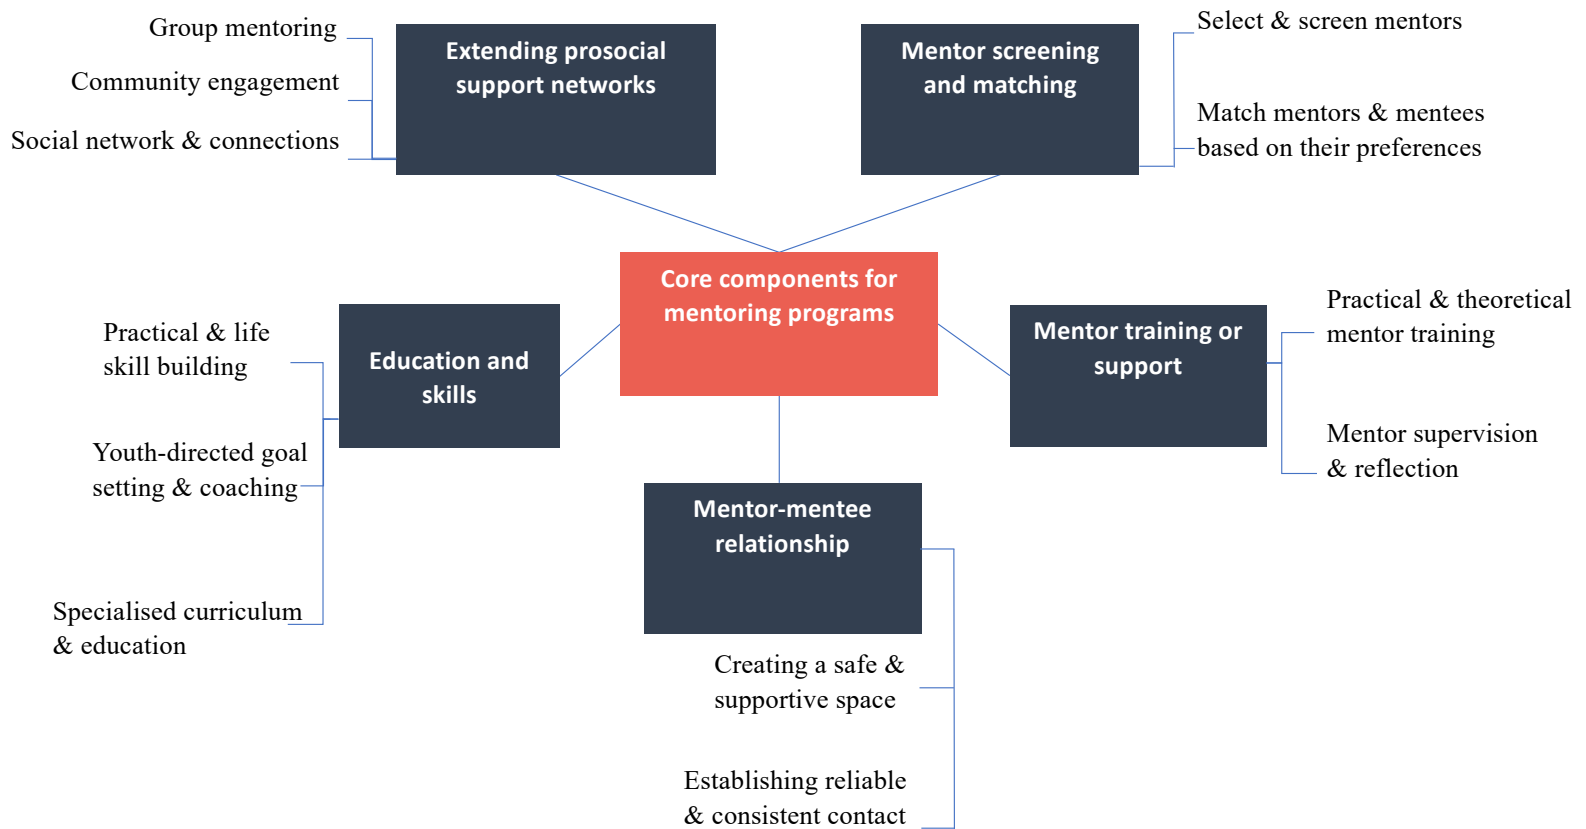 Group mentoring
Community engagement
Social network & connections
Extending prosocial
support networks
Mentor screening
and matching
Select & screen mentors
Match mentors & mentees
based on their preferences
Core components for
mentoring programs
Practical & life
skill building
Youth-directed goal
setting & coaching
Specialised curriculum
& education
Education and
skills
Mentor training or
support
Practical & theoretical
mentor training
Mentor supervision
& reflection
Mentor-mentee
relationship
Creating a safe &
supportive space
Establishing reliable
& consistent contact